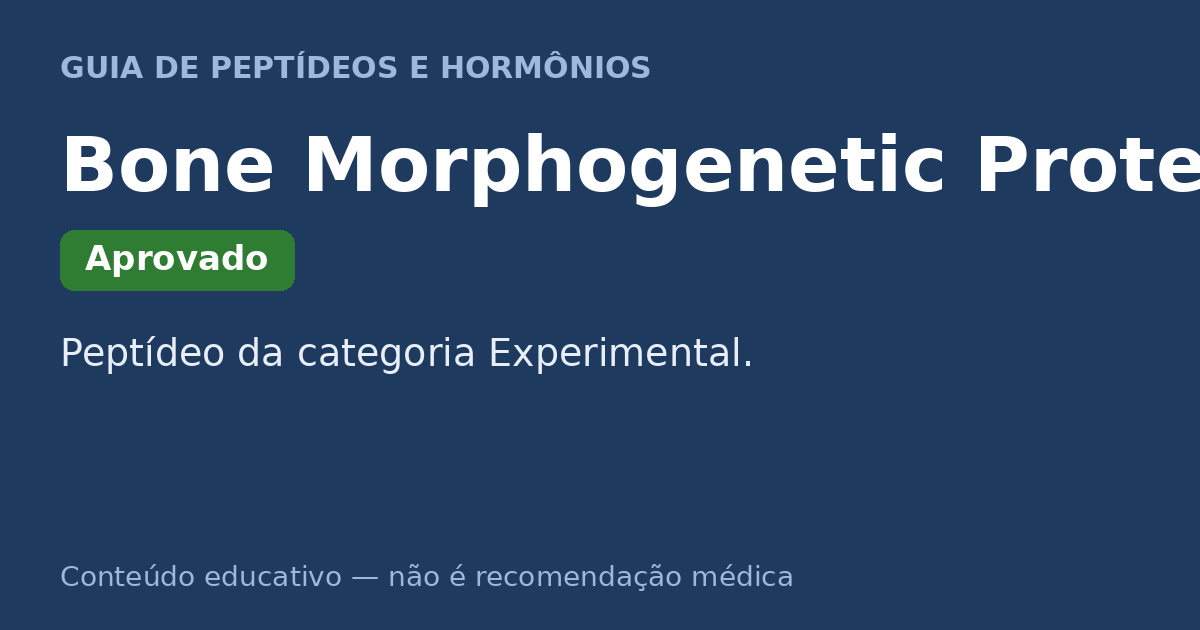 GUIA DE PEPTÍDEOS E HORMÔNIOS
Bone Morphogenetic Prote
Aprovado
Peptídeo da categoria Experimental.
Conteúdo educativo — não é recomendação médica